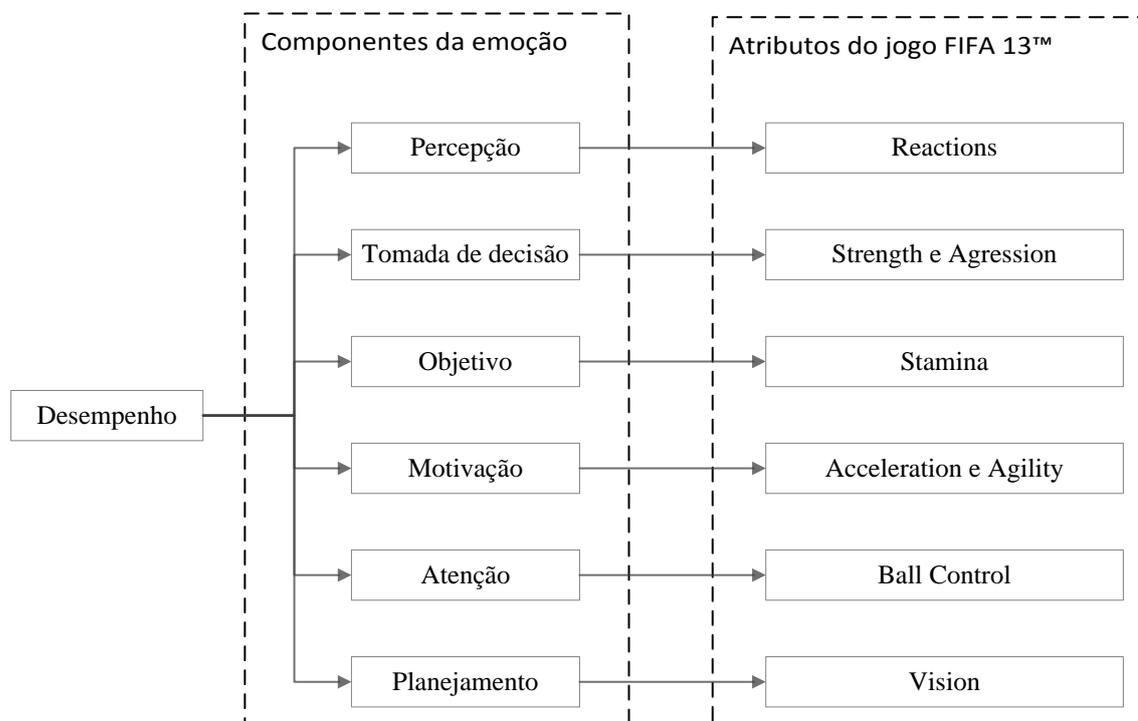 Componentes da emoção
Atributos do jogo FIFA 13™
Percepção
Reactions
Tomada de decisão
Strength e Agression
Objetivo
Stamina
Desempenho
Motivação
Acceleration e Agility
Atenção
Ball Control
Planejamento
Vision